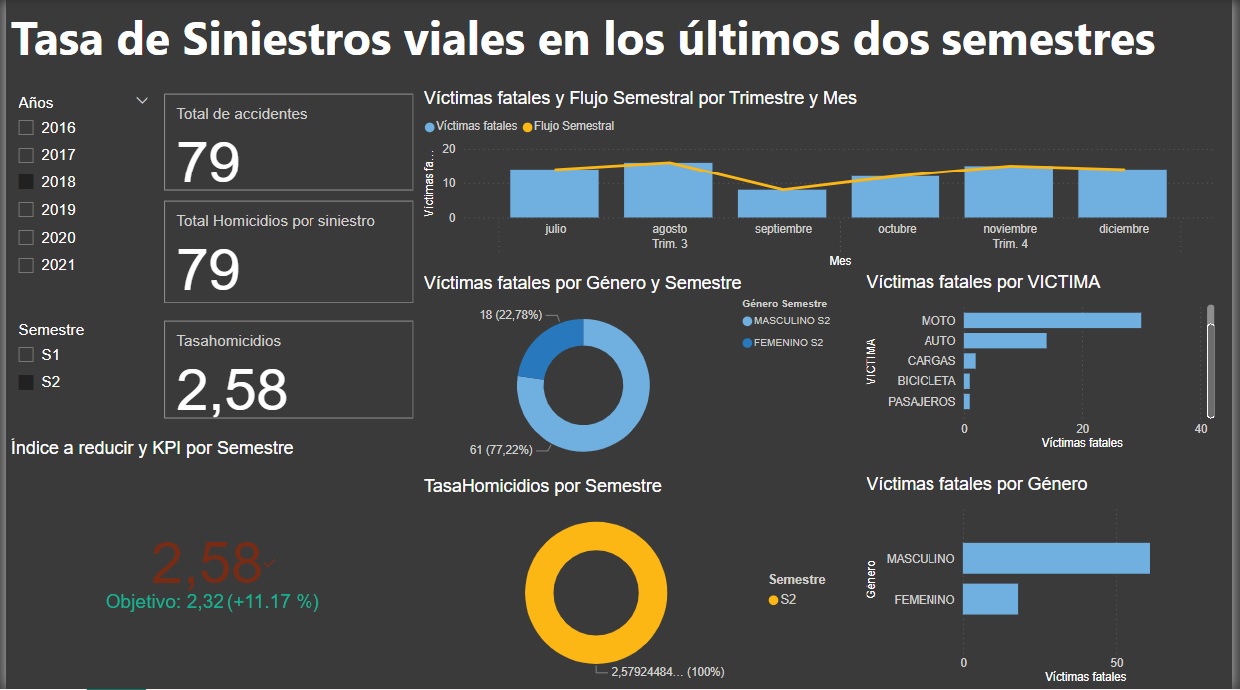 Tasa de Siniestros viales en los últimos dos semestres
Años
2016
2017
2018
2019
2020
2021
Semestre
S1
S2
Total de accidentes
79
Total Homicidios por siniestro
79
Tasahomicidios
2,58
Índice a reducir y KPI por Semestre
2,58
Objetivo: 2,32 (+11.17 %)
Víctimas fatales y Flujo Semestral por Trimestre y Mes
Víctimas fatales Flujo Semestral
Víctimas fa...
20
10
0
julio agosto septiembre octubre noviembre diciembre
Trim. 3 Trim. 4
Mes
Víctimas fatales por Género y Semestre
Género Semestre
MASCULINO S2
FEMENINO S2
18 (22,78%)
61 (77,22%)
Víctimas fatales por VICTIMA
VICTIMA
MOTO
AUTO
CARGAS
BICICLETA
PASAJEROS
0 20 40
Víctimas fatales
TasaHomicidios por Semestre
Semestre
S2
2,57924484... (100%)
Víctimas fatales por Género
Género
MASCULINO
FEMENINO
0 50
Víctimas fatales